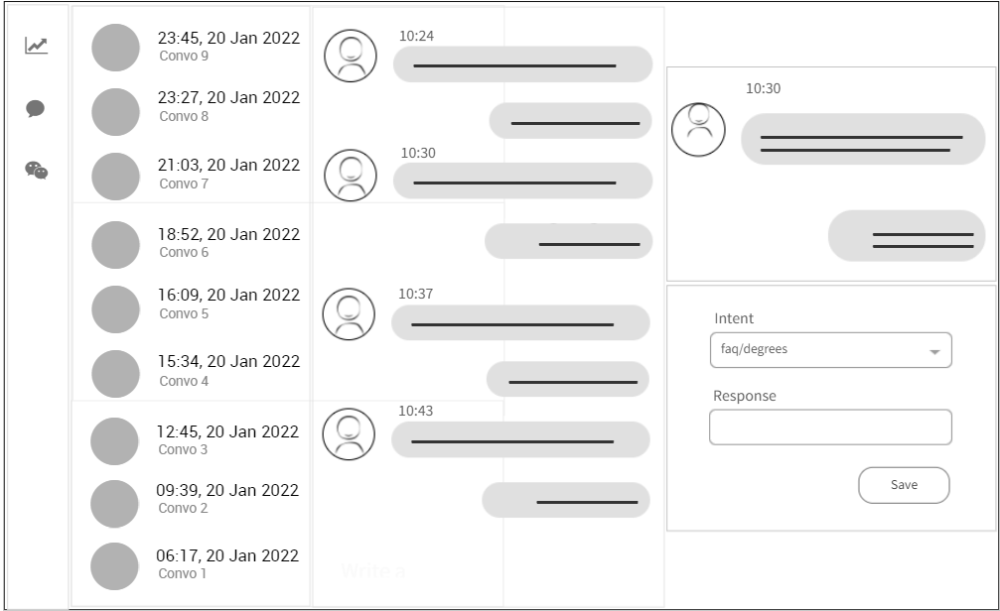 23:45, 20 Jan 2022
Convo 9
23:27, 20 Jan 2022
Convo 8
21:03, 20 Jan 2022
Convo 7
18:52, 20 Jan 2022
Convo 6
16:09, 20 Jan 2022
Convo 5
15:34, 20 Jan 2022
Convo 4
12:45, 20 Jan 2022
Convo 3
09:39, 20 Jan 2022
Convo 2
06:17, 20 Jan 2022
Convo 1
10:24
10:30
10:37
10:43
Write a
10:30
Intent
faq/degrees
Response
Save